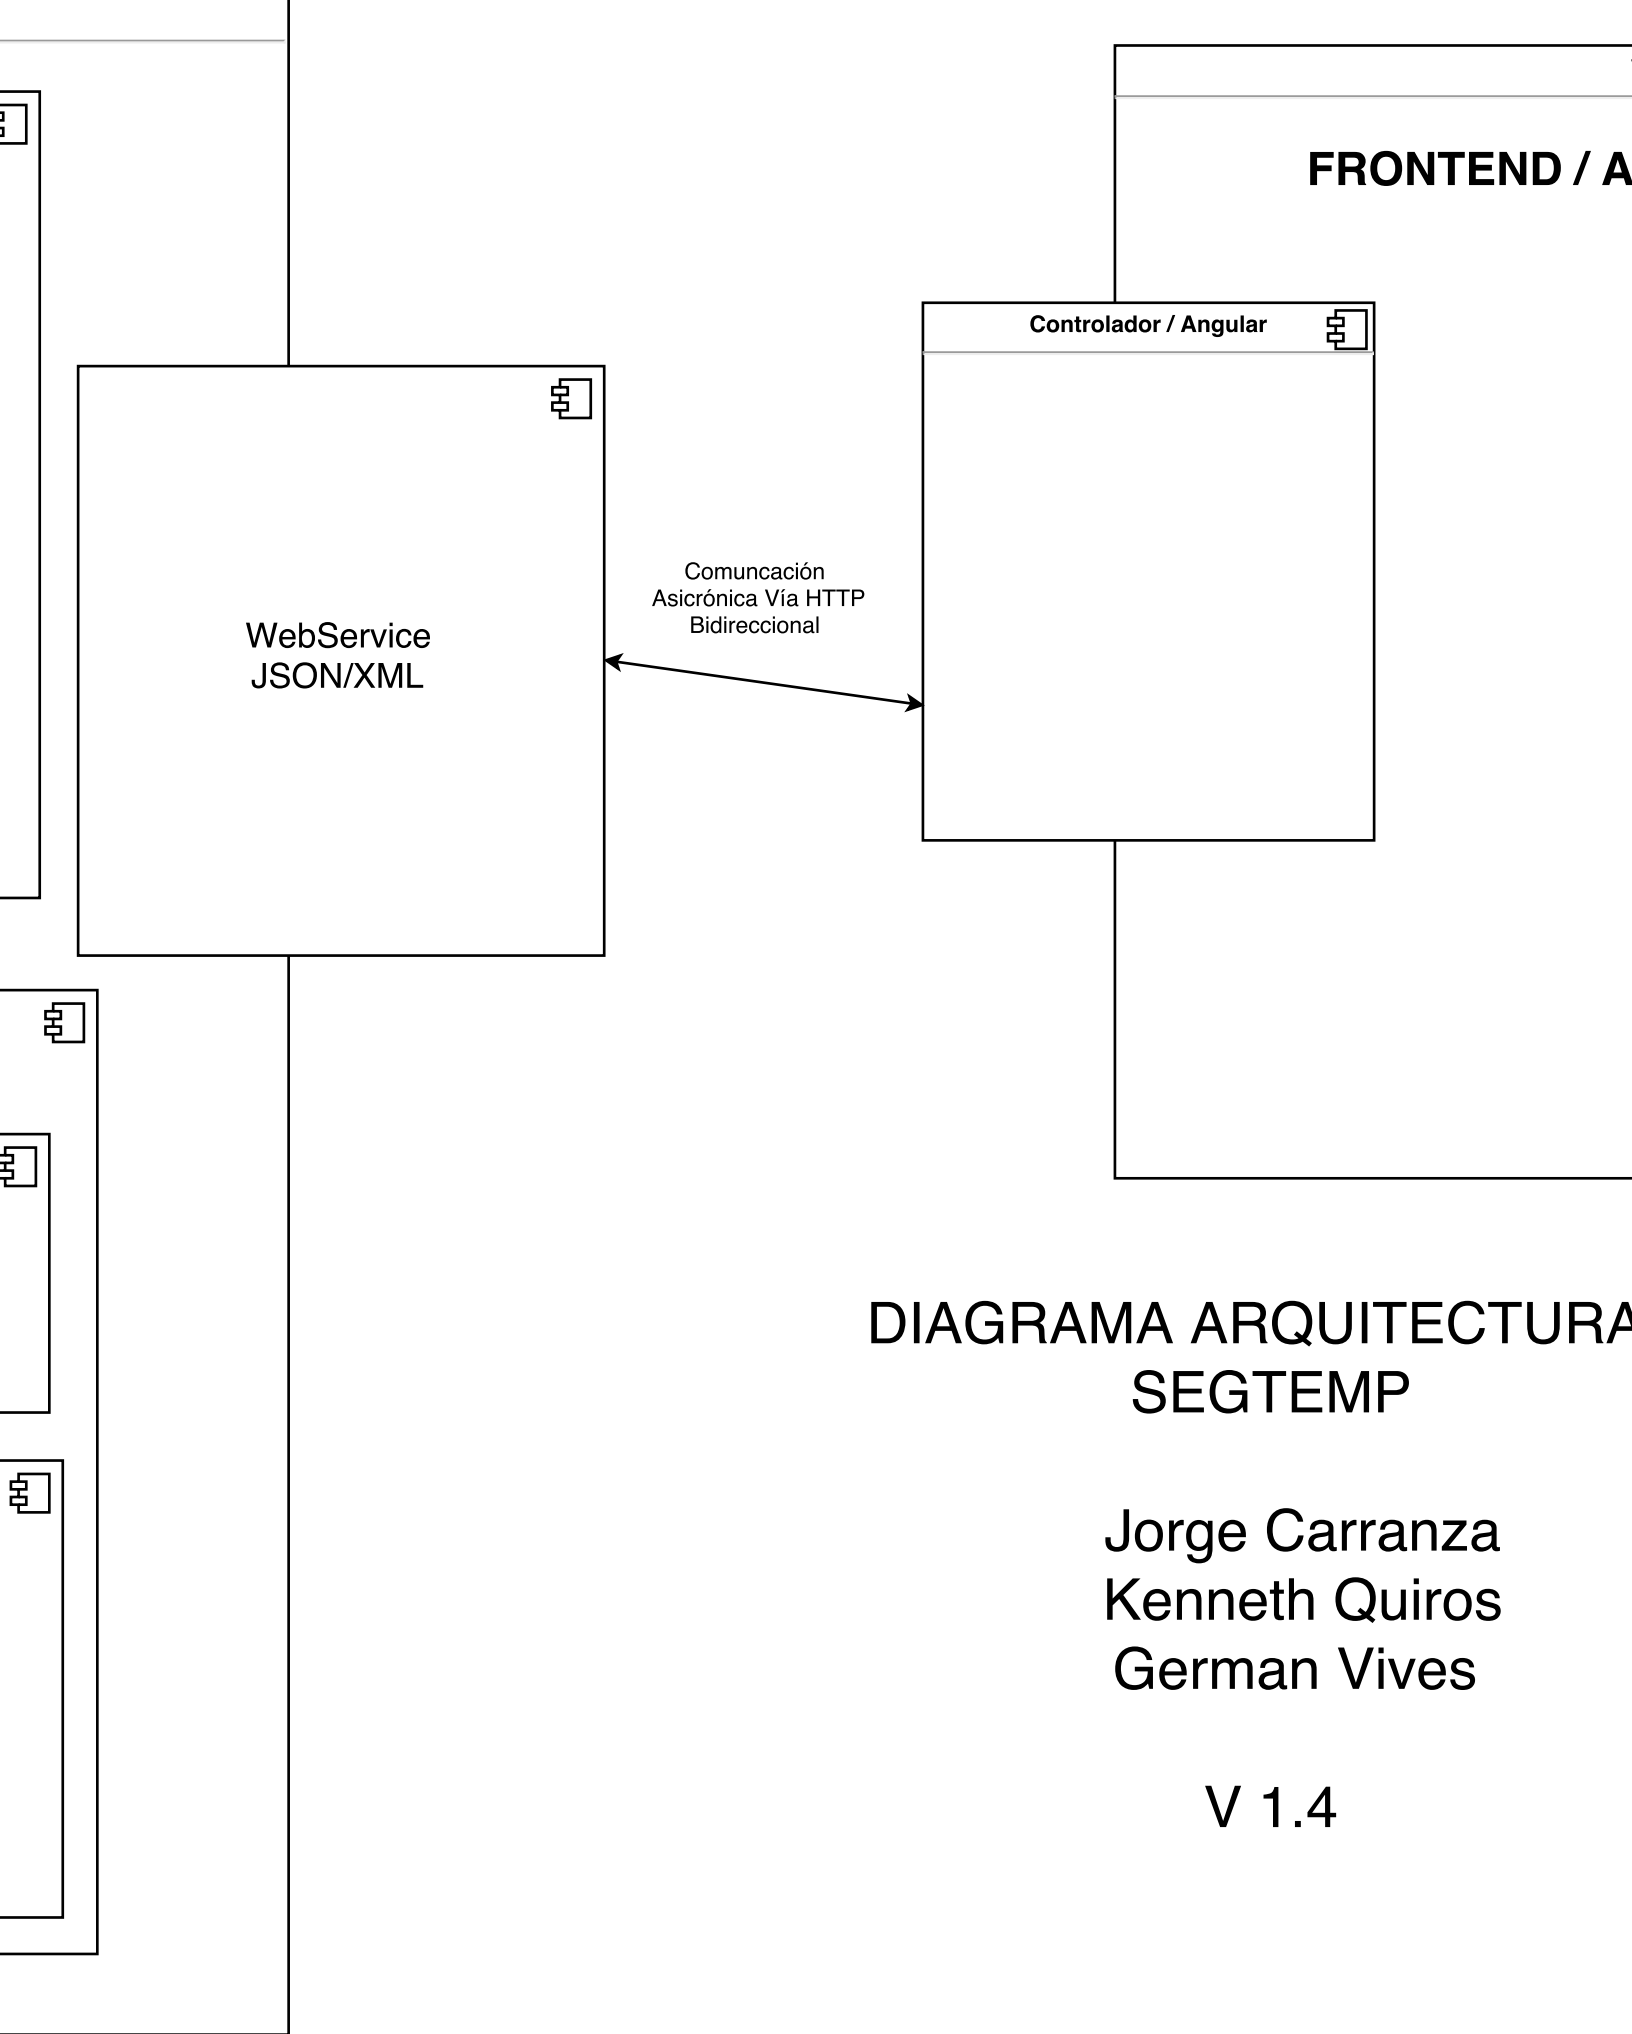 FRONTEND / A
Controlador / Angular
WebService
JSON/XML
Comuncación
Asicrónica Vía HTTP
Bidireccional
DIAGRAMA ARQUITECTURA
SEGTEMP
Jorge Carranza
Kenneth Quiros
German Vives
V 1.4